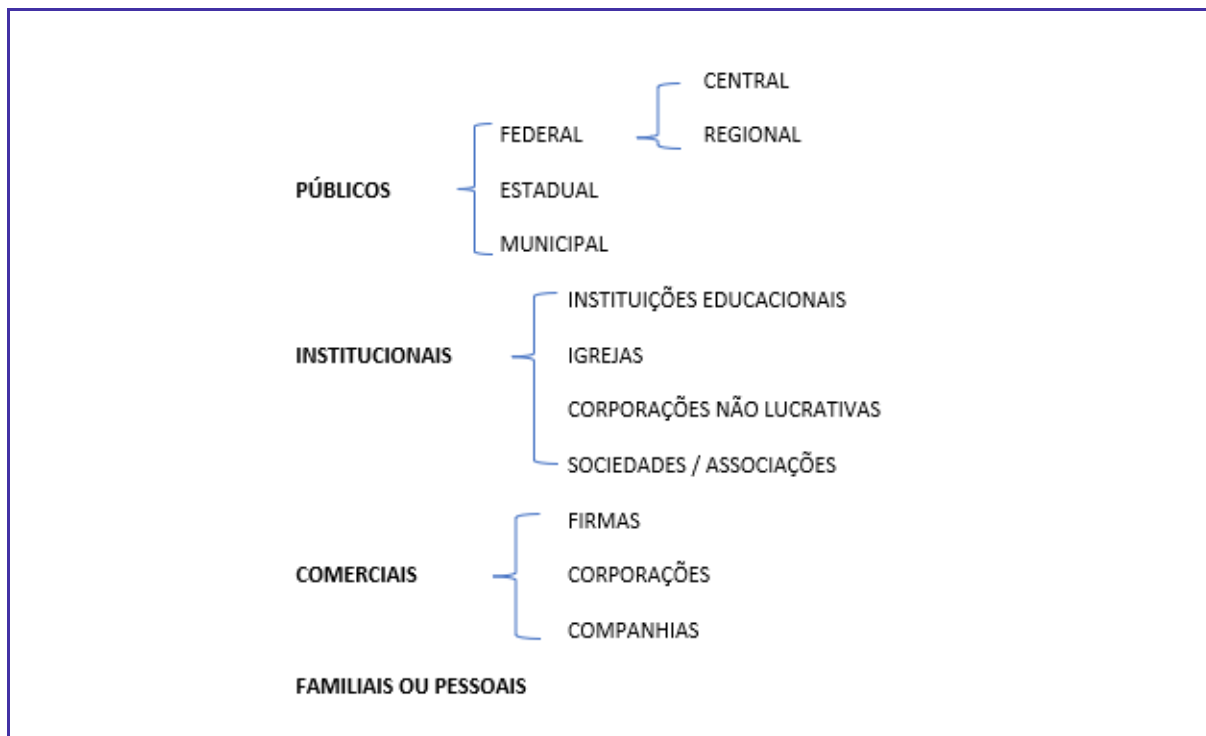 CENTRAL
FEDERAL REGIONAL
PÚBLICOS ESTADUAL
MUNICIPAL
INSTITUIÇÕES EDUCACIONAIS
INSTITUCIONAIS IGREJAS
CORPORAÇÕES NÃO LUCRATIVAS
SOCIEDADES / ASSOCIAÇÕES
FIRMAS
COMERCIAIS CORPORAÇÕES
COMPANHIAS
FAMILIAIS OU PESSOAIS